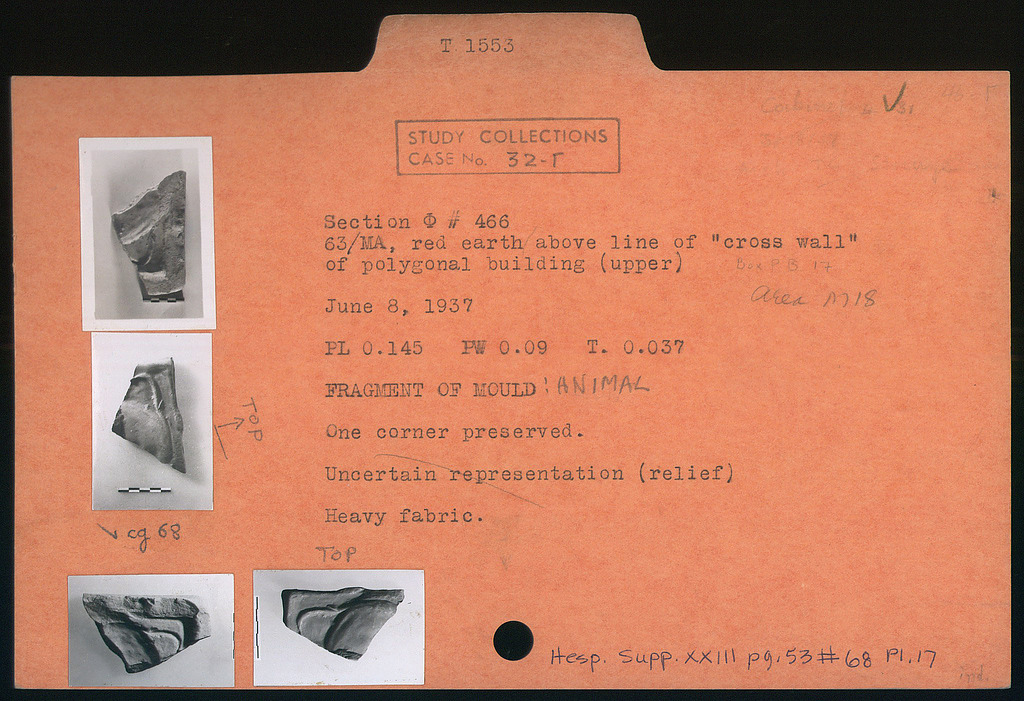 T 1553
STUDY COLLECTIONS
CASE No. 32-Γ
Section Φ # 466
63/MA, red earth above line of "cross wall"
of polygonal building (upper)
Box PB 17
Area M18
June 8, 1937
PL 0.145 PW 0.09 T. 0.037
FRAGMENT OF MOULD: ANIMAL
One corner preserved.
Uncertain representation (relief)
Heavy fabric.
TOP
cg 68
TOP
Hesp. Supp. XXIII pg. 53 # 68 Pl. 17